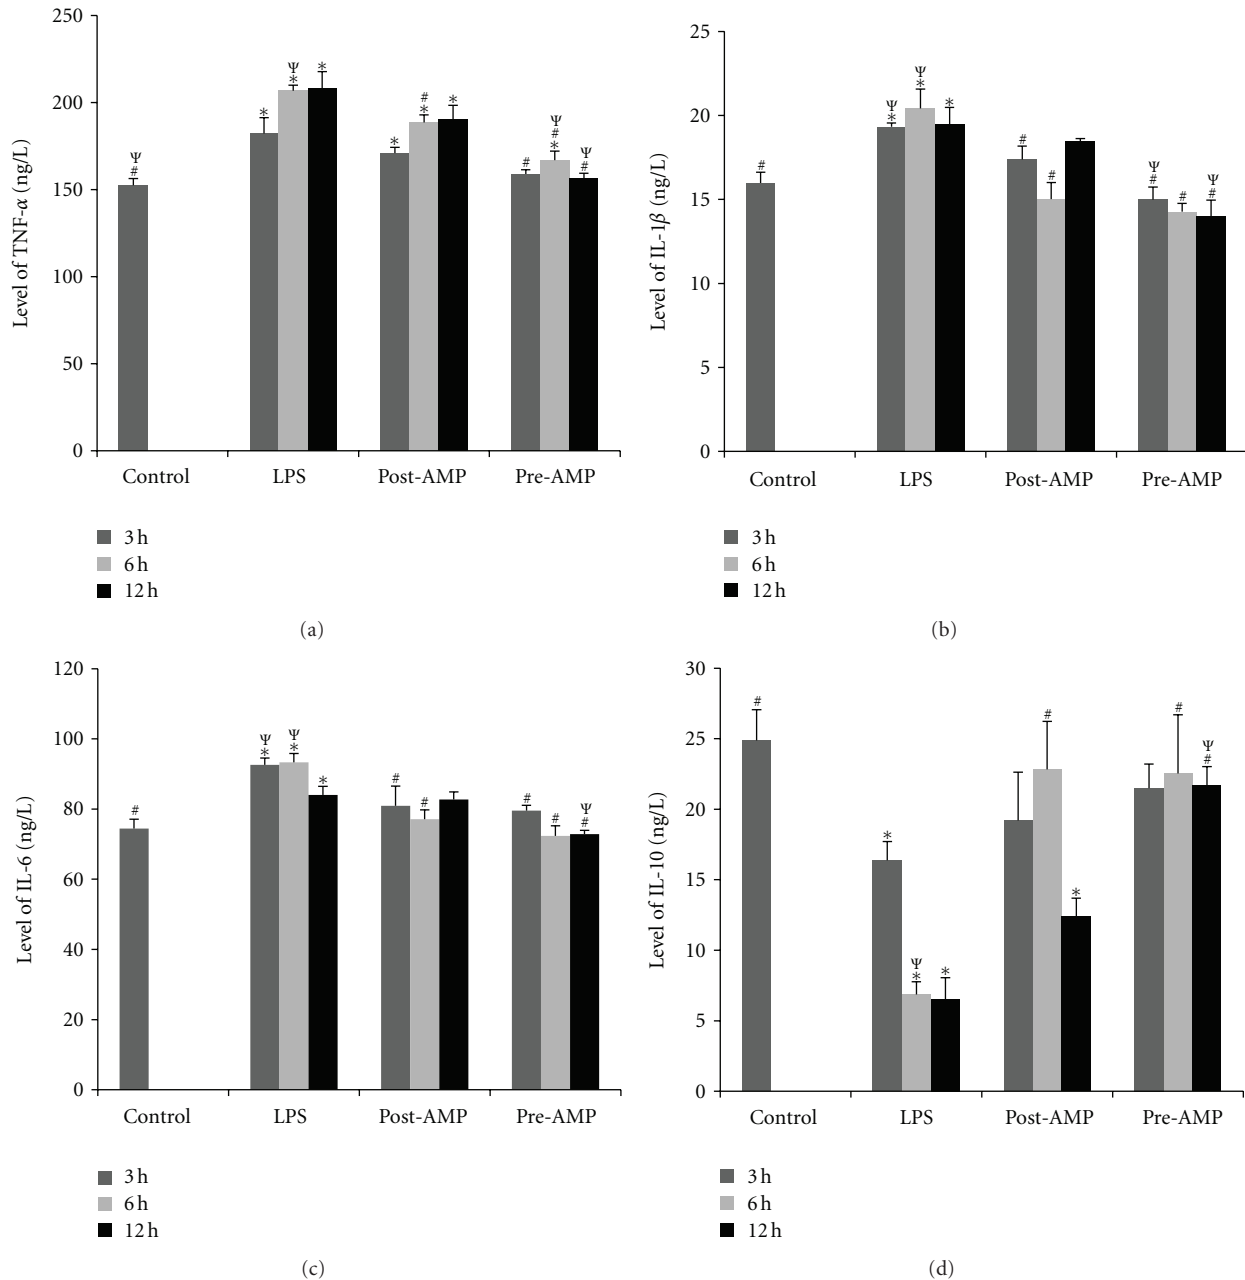 250
200
150
100
50
0
Level of TNF-α (ng/L)
Ψ
#
*
Ψ
*
*
*
#
*
*
#
Ψ
#
*
Ψ
#
Control LPS Post-AMP Pre-AMP
3 h
6 h
12 h
(a)
25
20
15
10
5
0
Level of IL-1β (ng/L)
#
Ψ
*
Ψ
*
*
#
#
Ψ
#
#
Ψ
#
Control LPS Post-AMP Pre-AMP
3 h
6 h
12 h
(b)
120
100
80
60
40
20
0
Level of IL-6 (ng/L)
#
Ψ
*
Ψ
*
*
#
#
#
#
Ψ
#
Control LPS Post-AMP Pre-AMP
3 h
6 h
12 h
(c)
30
25
20
15
10
5
0
Level of IL-10 (ng/L)
#
*
Ψ
*
*
#
*
#
Ψ
#
Control LPS Post-AMP Pre-AMP
3 h
6 h
12 h
(d)